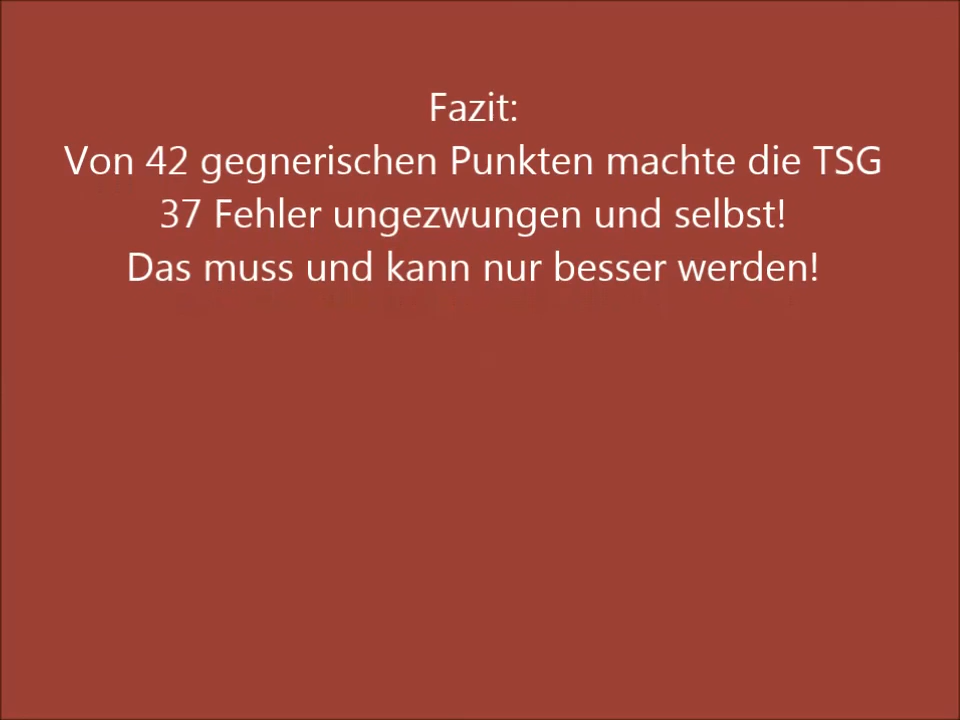 Fazit:
Von 42 gegnerischen Punkten machte die TSG
37 Fehler ungezwungen und selbst!
Das muss und kann nur besser werden!